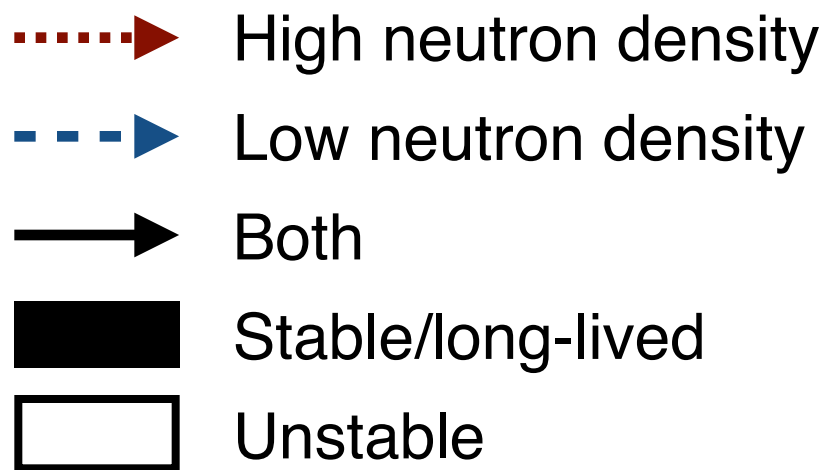 High neutron density
Low neutron density
Both
Stable/long-lived
Unstable